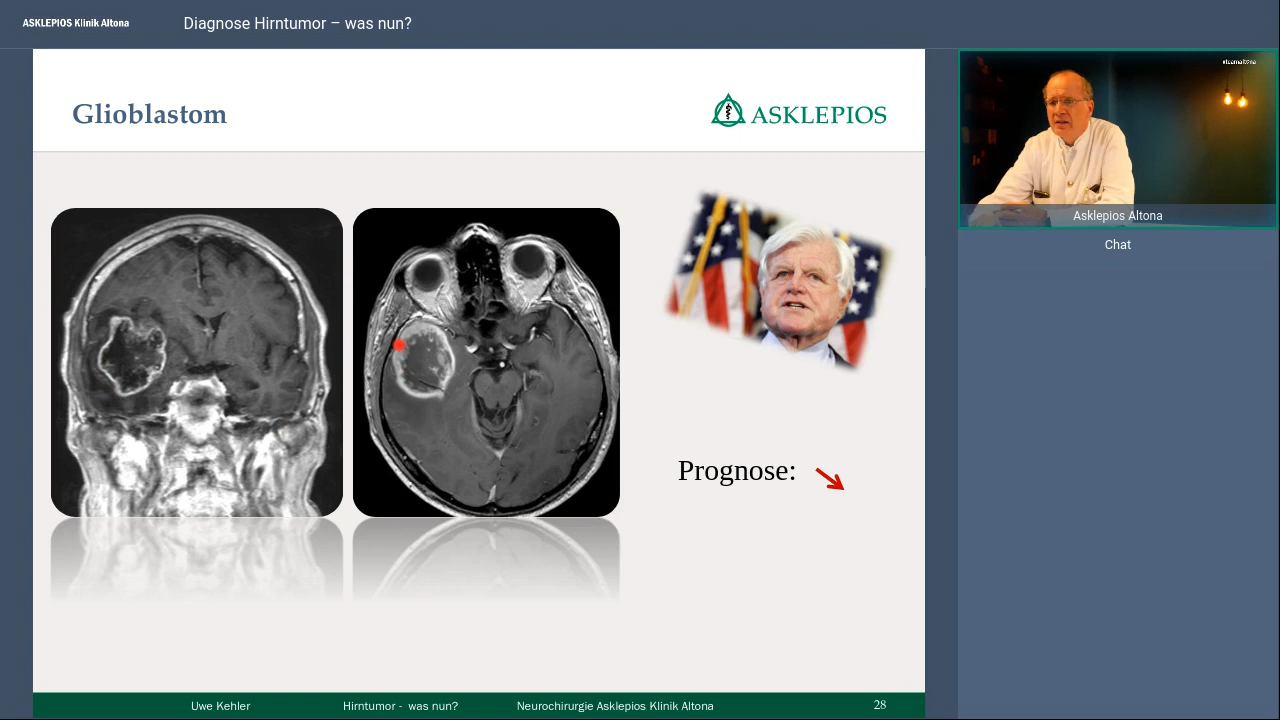 ASKLEPIOS Klinik Altona
Diagnose Hirntumor – was nun?
Glioblastom
ASKLEPIOS
Prognose:
Asklepios Altona
Chat
Uwe Kehler
Hirntumor - was nun?
Neurochirurgie Asklepios Klinik Altona
28